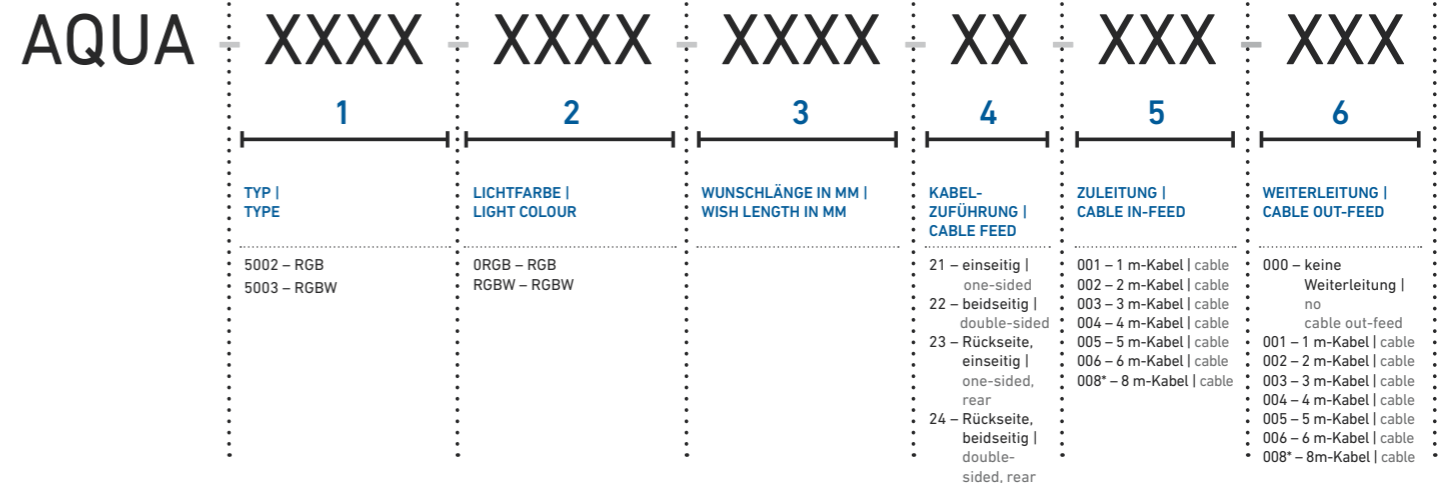 AQUA - XXXX - XXXX - XXXX - XX - XXX - XXX
1 2 3 4 5 6
TYP |
TYPE
5002 – RGB
5003 – RGBW
LICHTFARBE |
LIGHT COLOUR
0RGB – RGB
RGBW – RGBW
WUNSCHLÄNGE IN MM |
WISH LENGTH IN MM
KABEL-
ZUFÜHRUNG |
CABLE FEED
21 – einseitig |
one-sided
22 – beidseitig |
double-sided
23 – Rückseite,
einseitig |
one-sided,
rear
24 – Rückseite,
beidseitig |
double-
sided, rear
ZULEITUNG |
CABLE IN-FEED
001 – 1 m-Kabel | cable
002 – 2 m-Kabel | cable
003 – 3 m-Kabel | cable
004 – 4 m-Kabel | cable
005 – 5 m-Kabel | cable
006 – 6 m-Kabel | cable
008* – 8 m-Kabel | cable
WEITERLEITUNG |
CABLE OUT-FEED
000 – keine
Weiterleitung |
no
cable out-feed
001 – 1 m-Kabel | cable
002 – 2 m-Kabel | cable
003 – 3 m-Kabel | cable
004 – 4 m-Kabel | cable
005 – 5 m-Kabel | cable
006 – 6 m-Kabel | cable
008* – 8m-Kabel | cable